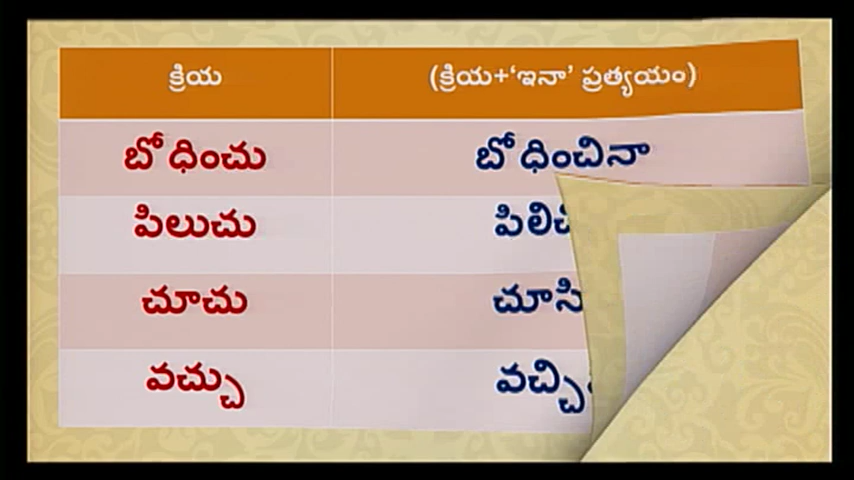 క్రియ (క్రియ+‘ఇనా’ ప్రత్యయం)
బోధించు బోధించినా
పిలుచు
చూచు
వచ్చు